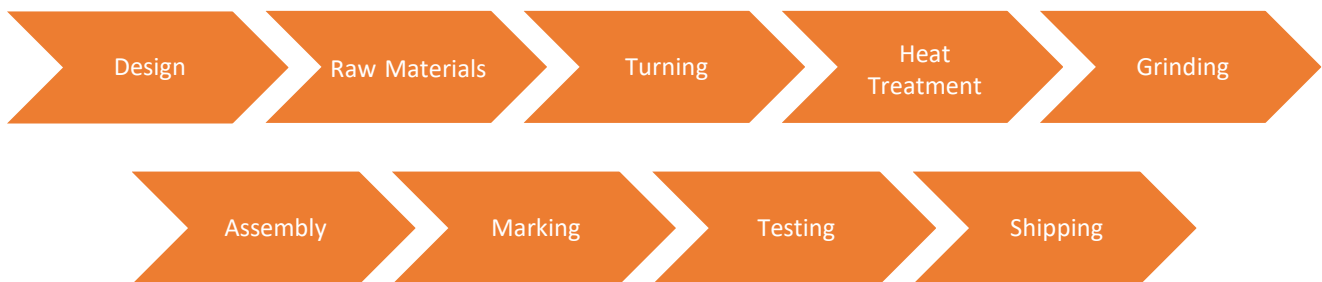 Design
Raw Materials
Turning
Heat
Treatment
Grinding
Assembly
Marking
Testing
Shipping